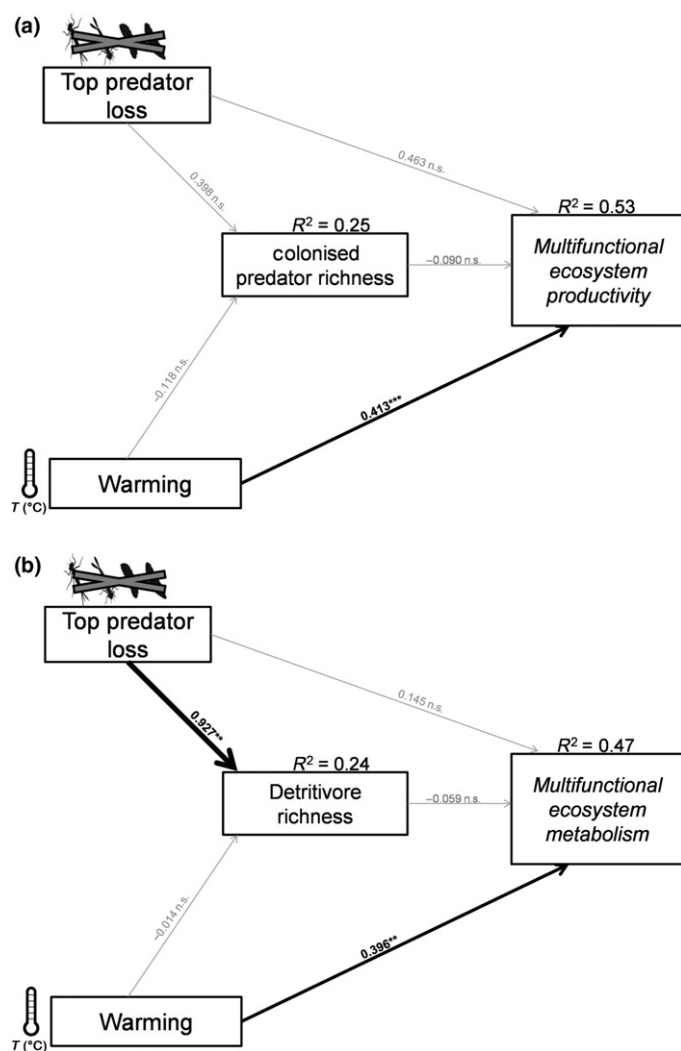 (a)
Top predator
loss
0.463 n.s.
0.398 n.s.
R² = 0.25
R² = 0.53
colonised
predator richness
–0.090 n.s.
Multifunctional
ecosystem
productivity
–0.118 n.s.
0.413***
Warming
T (°C)
(b)
Top predator
loss
0.145 n.s.
0.927**
R² = 0.24
R² = 0.47
Detritivore
richness
–0.059 n.s.
Multifunctional
ecosystem
metabolism
–0.014 n.s.
0.396**
Warming
T (°C)